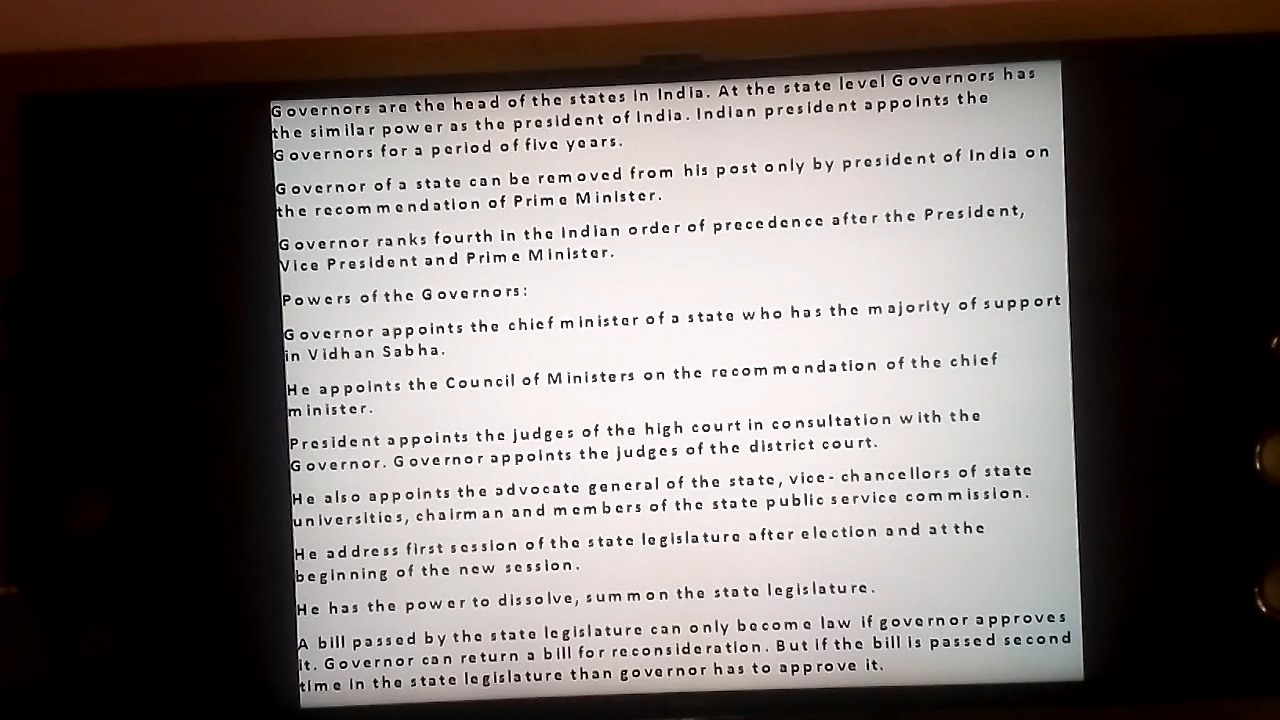 Governors are the head of the states in India. At the state level Governors has
the similar power as the president of India. Indian president appoints the
Governors for a period of five years.
Governor of a state can be removed from his post only by president of India on
the recommendation of Prime Minister.
Governor ranks fourth in the Indian order of precedence after the President,
Vice President and Prime Minister.
Powers of the Governors:
Governor appoints the chief minister of a state who has the majority of support
in Vidhan Sabha.
He appoints the Council of Ministers on the recommendation of the chief
minister.
President appoints the judges of the high court in consultation with the
Governor. Governor appoints the judges of the district court.
He also appoints the advocate general of the state, vice- chancellors of state
universities, chairman and members of the state public service commission.
He address first session of the state legislature after election and at the
beginning of the new session.
He has the power to dissolve, summon the state legislature.
A bill passed by the state legislature can only become law if governor approves
it. Governor can return a bill for reconsideration. But if the bill is passed second
time in the state legislature than governor has to approve it.